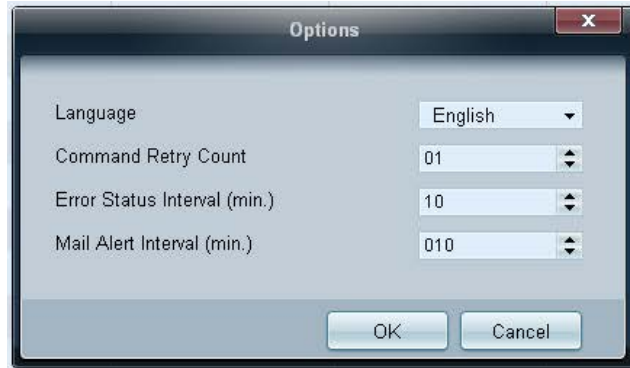 Options
x
Language English
Command Retry Count 01
Error Status Interval (min.) 10
Mail Alert Interval (min.) 010
OK Cancel